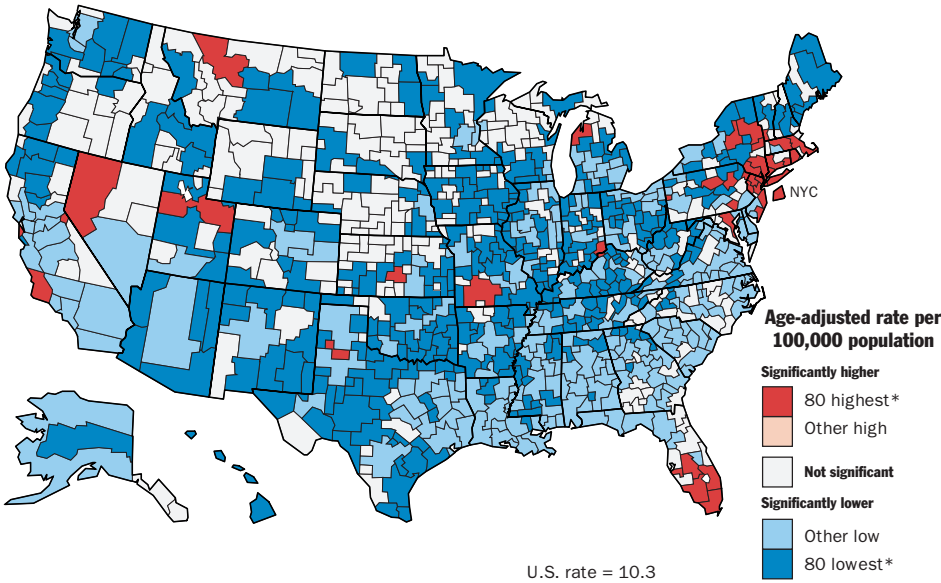 NYC
Age-adjusted rate per
100,000 population
Significantly higher
80 highest*
Other high
Not significant
Significantly lower
Other low
80 lowest*
U.S. rate = 10.3